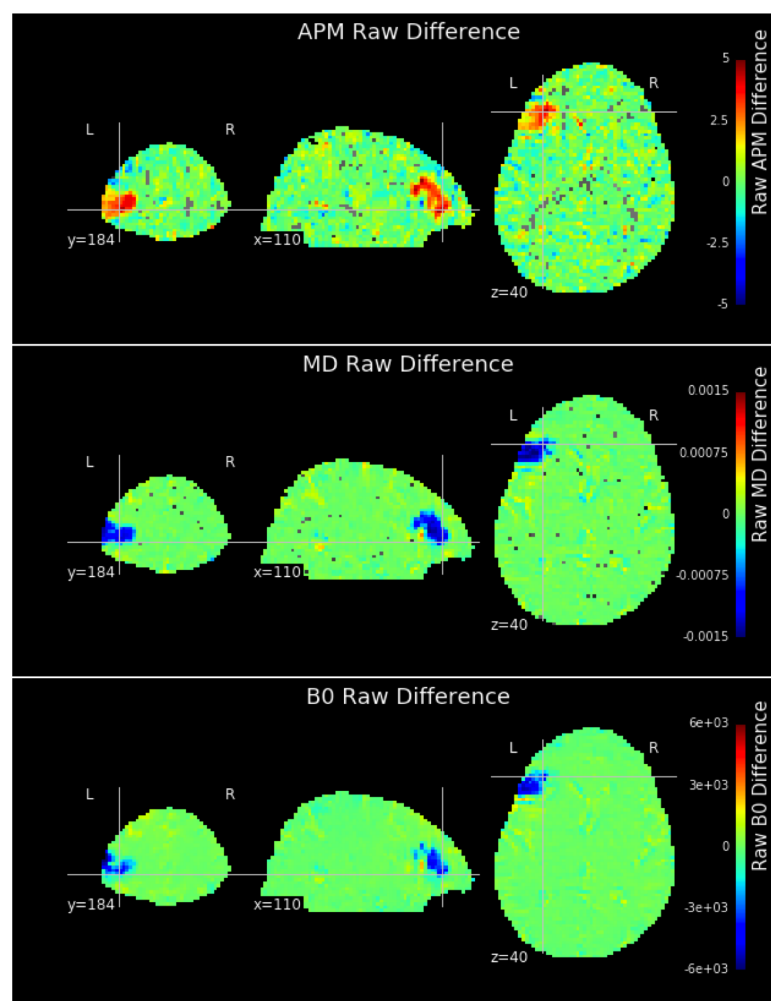 APM Raw Difference
L R
L R
y=184
x=110
z=40
5
2.5
0
-2.5
-5
Raw APM Difference
MD Raw Difference
L R
L R
y=184
x=110
z=40
0.0015
0.00075
0
-0.00075
-0.0015
Raw MD Difference
B0 Raw Difference
L R
L R
y=184
x=110
z=40
6e+03
3e+03
0
-3e+03
-6e+03
Raw B0 Difference